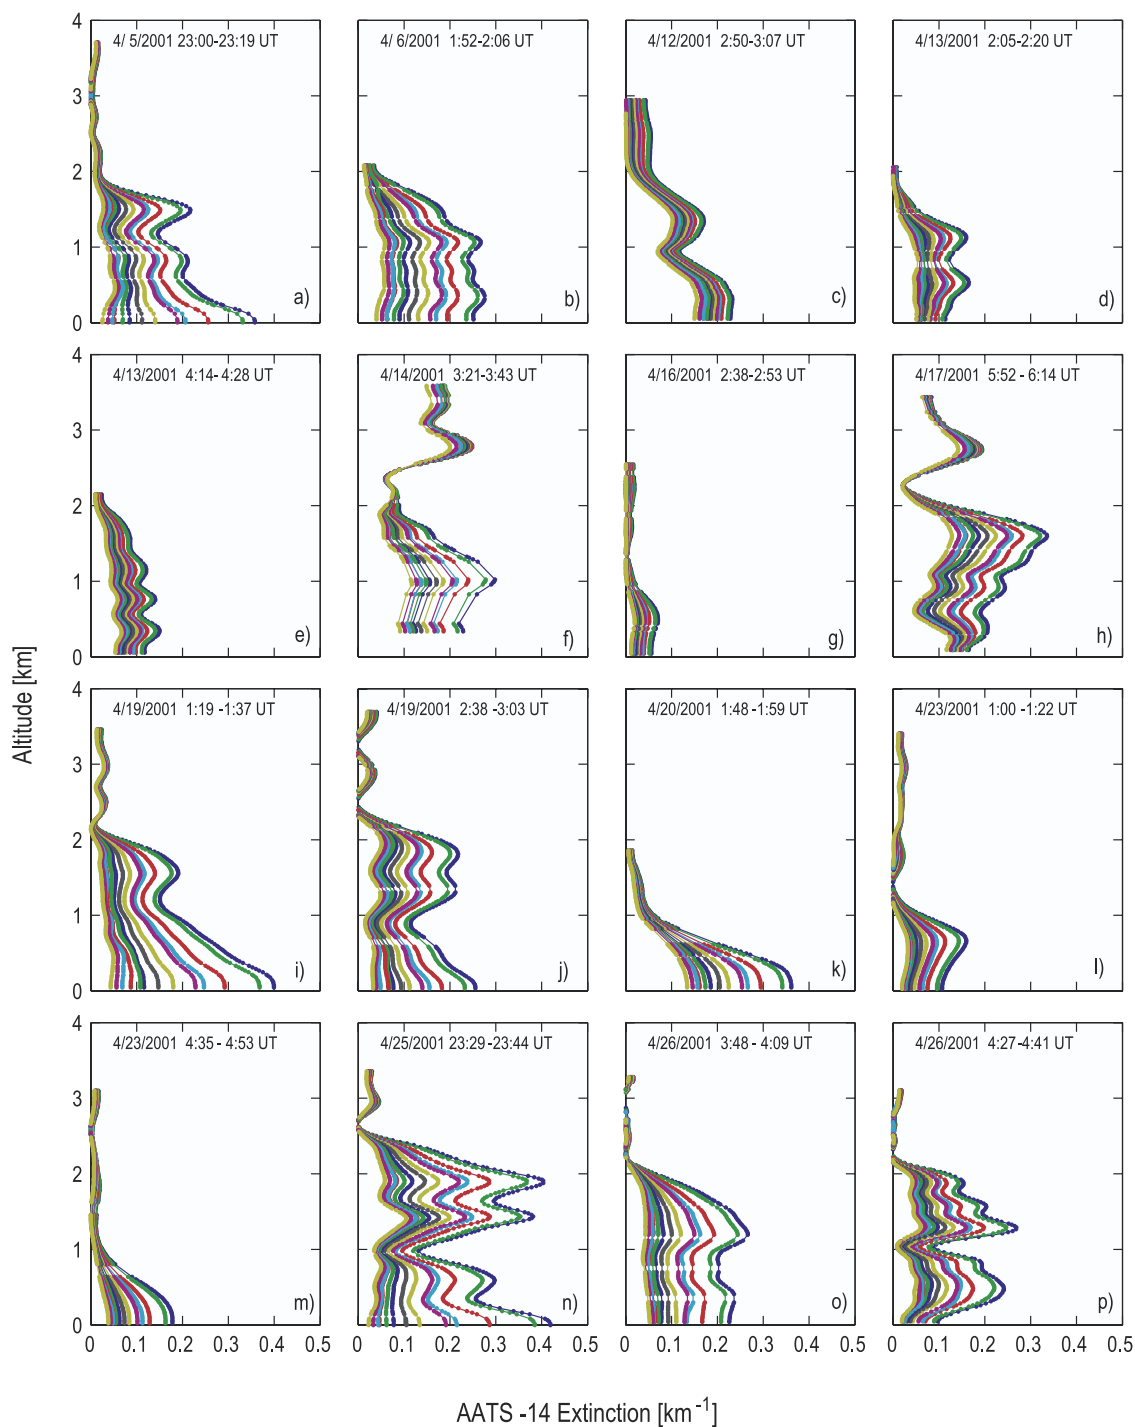 4/ 5/2001 23:00-23:19 UT
4/ 6/2001 1:52-2:06 UT
4/12/2001 2:50-3:07 UT
4/13/2001 2:05-2:20 UT
4
3
2
1
0
a)
b)
c)
d)
4/13/2001 4:14- 4:28 UT
4/14/2001 3:21-3:43 UT
4/16/2001 2:38-2:53 UT
4/17/2001 5:52 - 6:14 UT
4
3
2
1
0
e)
f)
g)
h)
Altitude [km]
4/19/2001 1:19 -1:37 UT
4/19/2001 2:38 -3:03 UT
4/20/2001 1:48 -1:59 UT
4/23/2001 1:00 -1:22 UT
4
3
2
1
0
i)
j)
k)
l)
4/23/2001 4:35 - 4:53 UT
4/25/2001 23:29 -23:44 UT
4/26/2001 3:48 - 4:09 UT
4/26/2001 4:27 -4:41 UT
4
3
2
1
0
m)
n)
o)
p)
0 0.1 0.2 0.3 0.4 0.5
0 0.1 0.2 0.3 0.4 0.5
0 0.1 0.2 0.3 0.4 0.5
0 0.1 0.2 0.3 0.4 0.5
AATS -14 Extinction [km⁻¹]